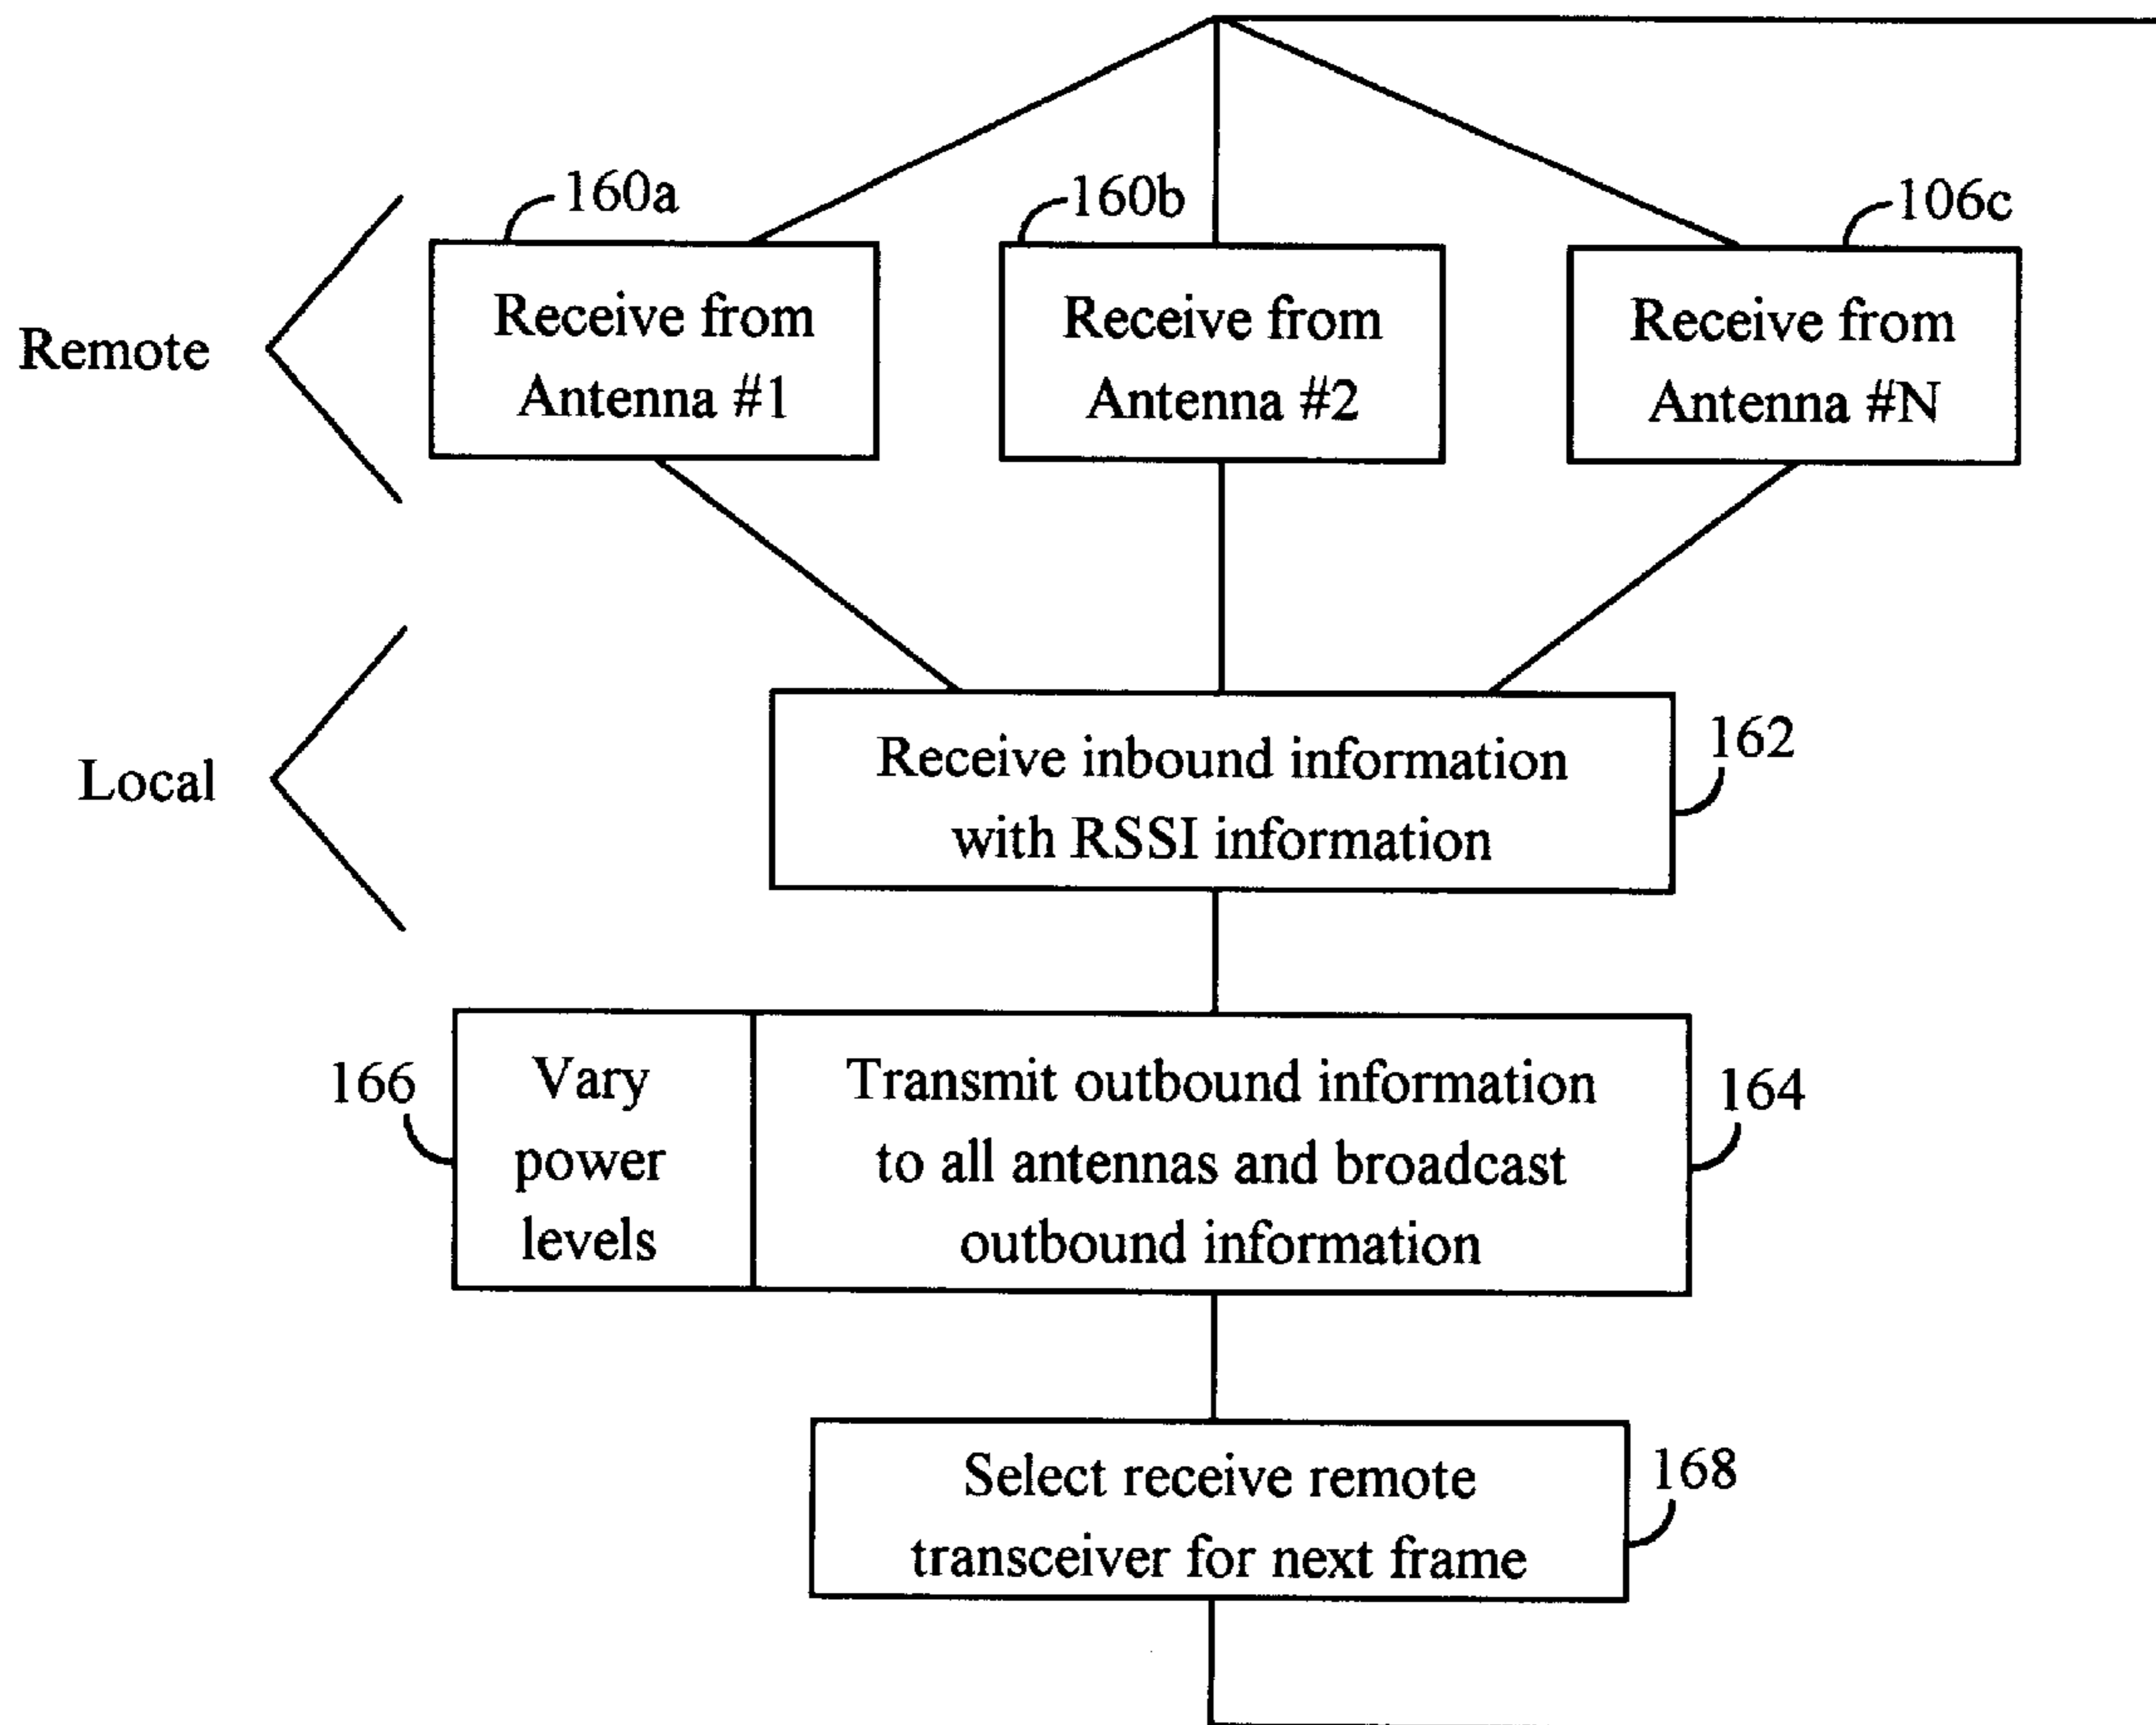 160a
160b
106c
Remote
Receive from
Antenna #1
Receive from
Antenna #2
Receive from
Antenna #N
Local
Receive inbound information
with RSSI information
162
166
Vary
power
levels
Transmit outbound information
to all antennas and broadcast
outbound information
164
Select receive remote
transceiver for next frame
168